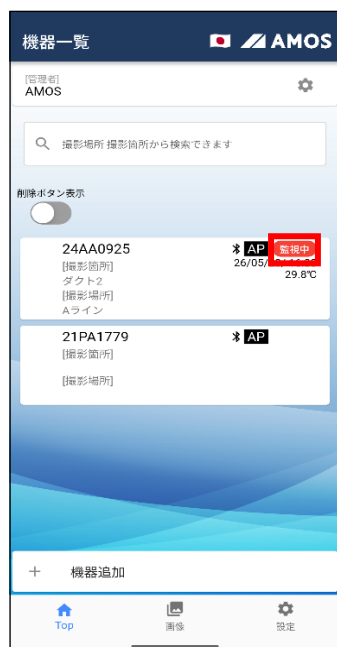 機器一覧
AMOS
[管理者]
AMOS
撮影場所 撮影箇所から検索できます
削除ボタン表示
24AA0925
AP 監視中
26/05/
[撮影箇所]
29.8℃
ダクト2
[撮影場所]
Aライン
21PA1779
AP
[撮影箇所]
[撮影場所]
機器追加
Top
画像
設定